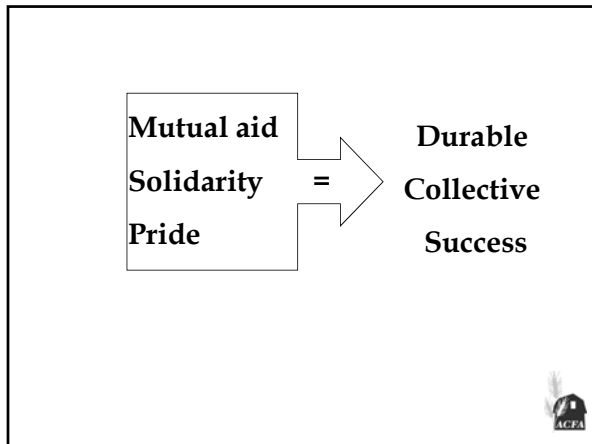 Mutual aid
Solidarity
Pride
=
Durable
Collective
Success
ACFA